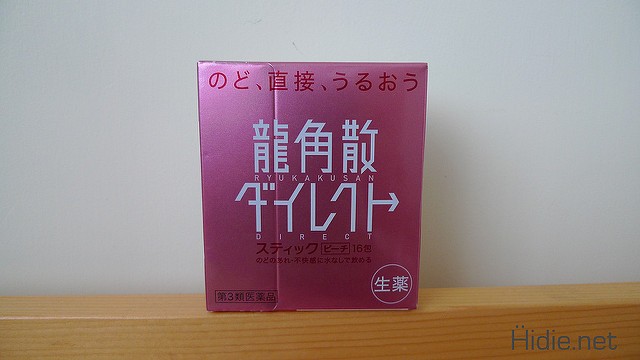 のど、直接、うるおう
龍角散
RYUKAKUSAN
ダイレクト
DIRECT
スティック ピーチ 16包
のどのあれ・不快感に水なしで飲める
第3類医薬品
生薬
Hidie.net